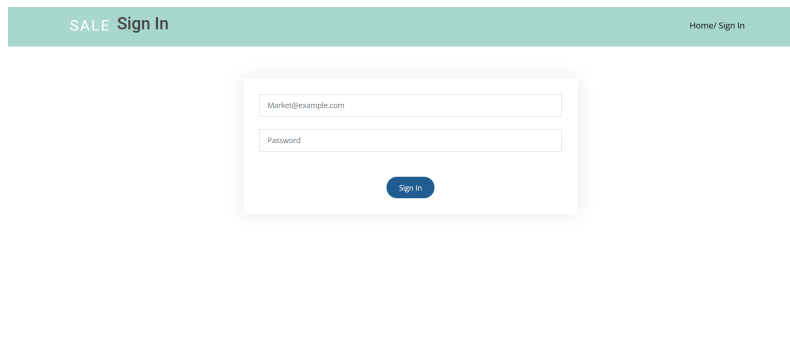 SALE Sign In
Home/ Sign In
Market@example.com
Password
Sign In